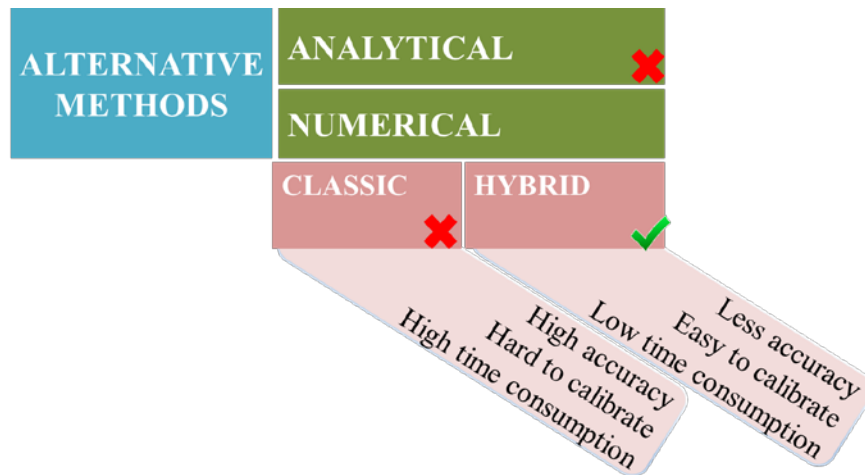 ALTERNATIVE
METHODS
ANALYTICAL
NUMERICAL
CLASSIC
HYBRID
High accuracy
Hard to calibrate
High time consumption
Less accuracy
Easy to calibrate
Low time consumption